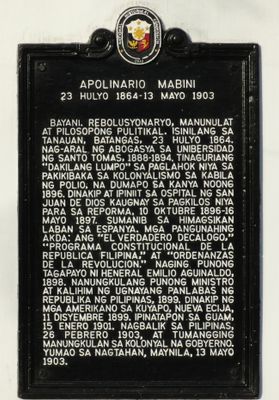 APOLINARIO MABINI
23 HULYO 1864-13 MAYO 1903
BAYANI. REBOLUSYONARYO, MANUNULAT
AT PILOSOPONG PULITIKAL. ISINILANG SA
TANAUAN, BATANGAS, 23 HULYO 1864.
NAG-ARAL NG ABOGASYA SA UNIBERSIDAD
NG SANTO TOMAS, 1888-1894. TINAGURIANG
"DAKILANG LUMPO" SA PAGLAHOK NIYA SA
PAKIKIBAKA SA KOLONYALISMO SA KABILA
NG POLIO, NA DUMAPO SA KANYA NOONG
1896. DINAKIP AT IPINIIT SA OSPITAL NG SAN
JUAN DE DIOS KAUGNAY SA PAGKILOS NIYA
PARA SA REPORMA, 10 OKTUBRE 1896-16
MAYO 1897. SUMANIB SA HIMAGSIKAN
LABAN SA ESPANYA. MGA PANGUNAHING
AKDA: ANG "EL VERDADERO DECALOGO,"
"PROGRAMA CONSTITUCIONAL DE LA
REPUBLICA FILIPINA," AT "ORDENANZAS
DE LA REVOLUCION." NAGING PUNONG
TAGAPAYO NI HENERAL EMILIO AGUINALDO,
1898. NANUNGKULANG PUNONG MINISTRO
AT KALIHIM NG UGNAYANG PANLABAS NG
REPUBLIKA NG PILIPINAS, 1899. DINAKIP NG
MGA AMERIKANO SA KUYAPO, NUEVA ECIJA,
11 DISYEMBRE 1899. IPINATAPON SA GUAM,
15 ENERO 1901. NAGBALIK SA PILIPINAS,
26 PEBRERO 1903, AT TUMANGGING
MANUNGKULAN SA KOLONYAL NA GOBYERNO.
YUMAO SA NAGTAHAN, MAYNILA, 13 MAYO
1903.